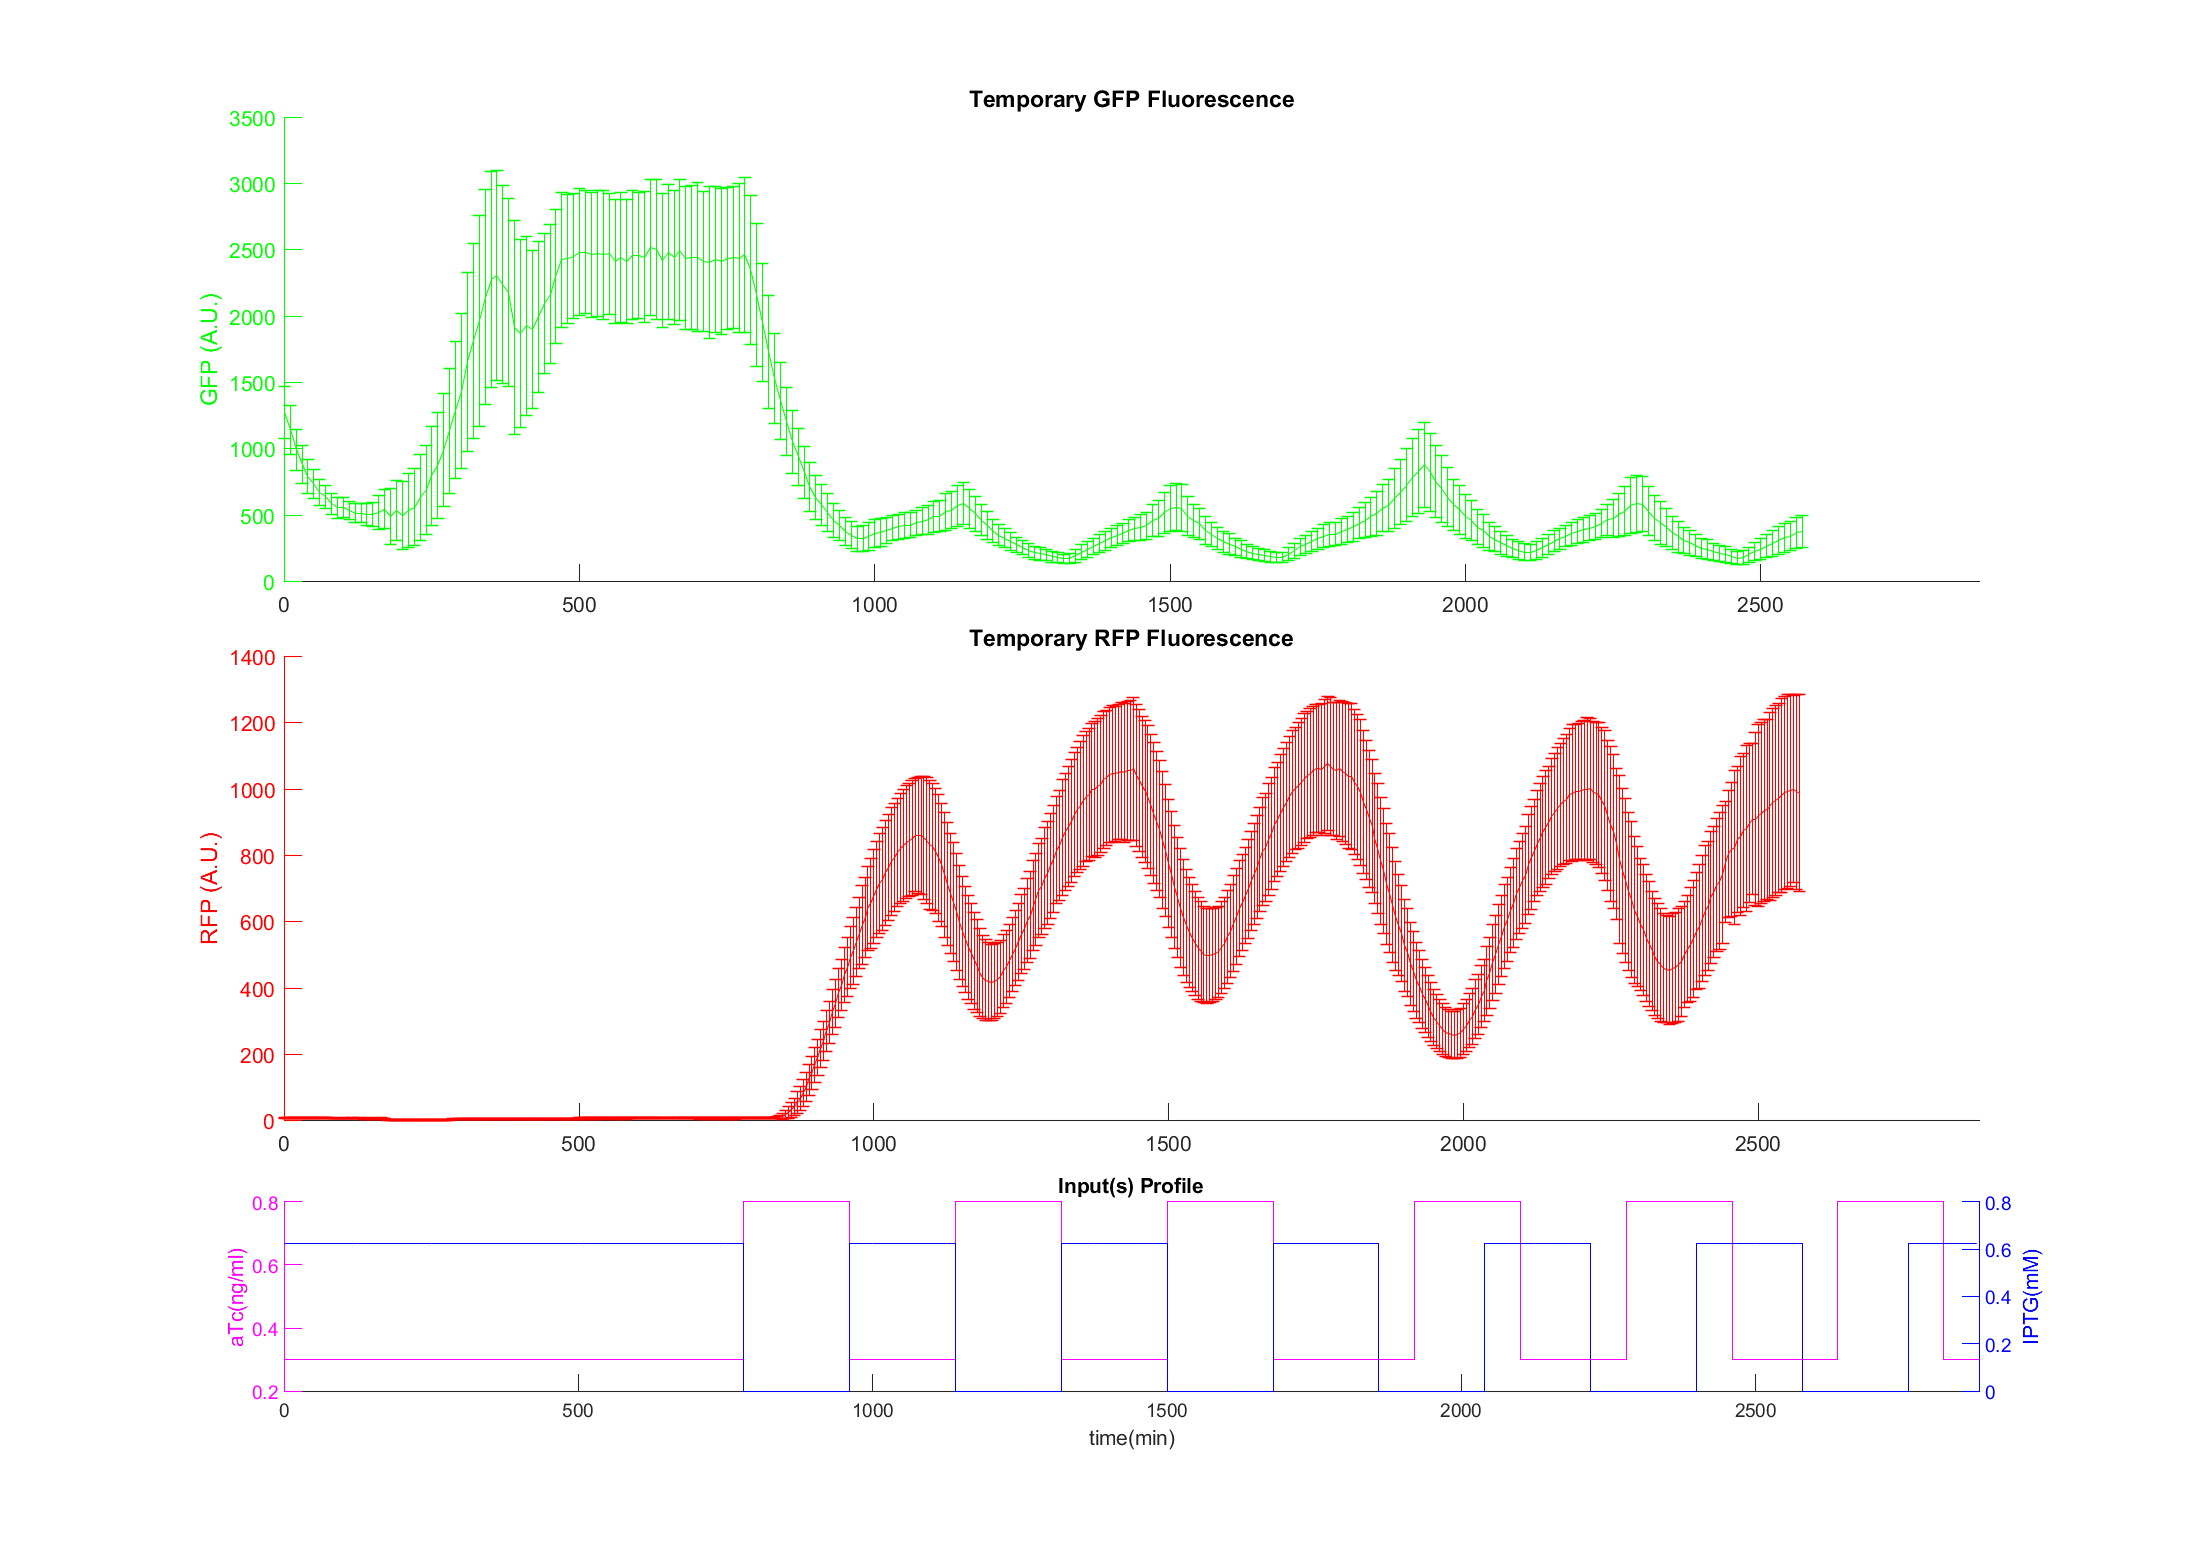 Temporary GFP Fluorescence
3500
3000
2500
2000
1500
1000
500
0
GFP (A.U.)
0 500 1000 1500 2000 2500
Temporary RFP Fluorescence
1400
1200
1000
800
600
400
200
0
RFP (A.U.)
0 500 1000 1500 2000 2500
Input(s) Profile
0.8
0.6
0.4
0.2
aTc(ng/ml)
0.8
0.6
0.4
0.2
0
IPTG(mM)
0 500 1000 1500 2000 2500
time(min)